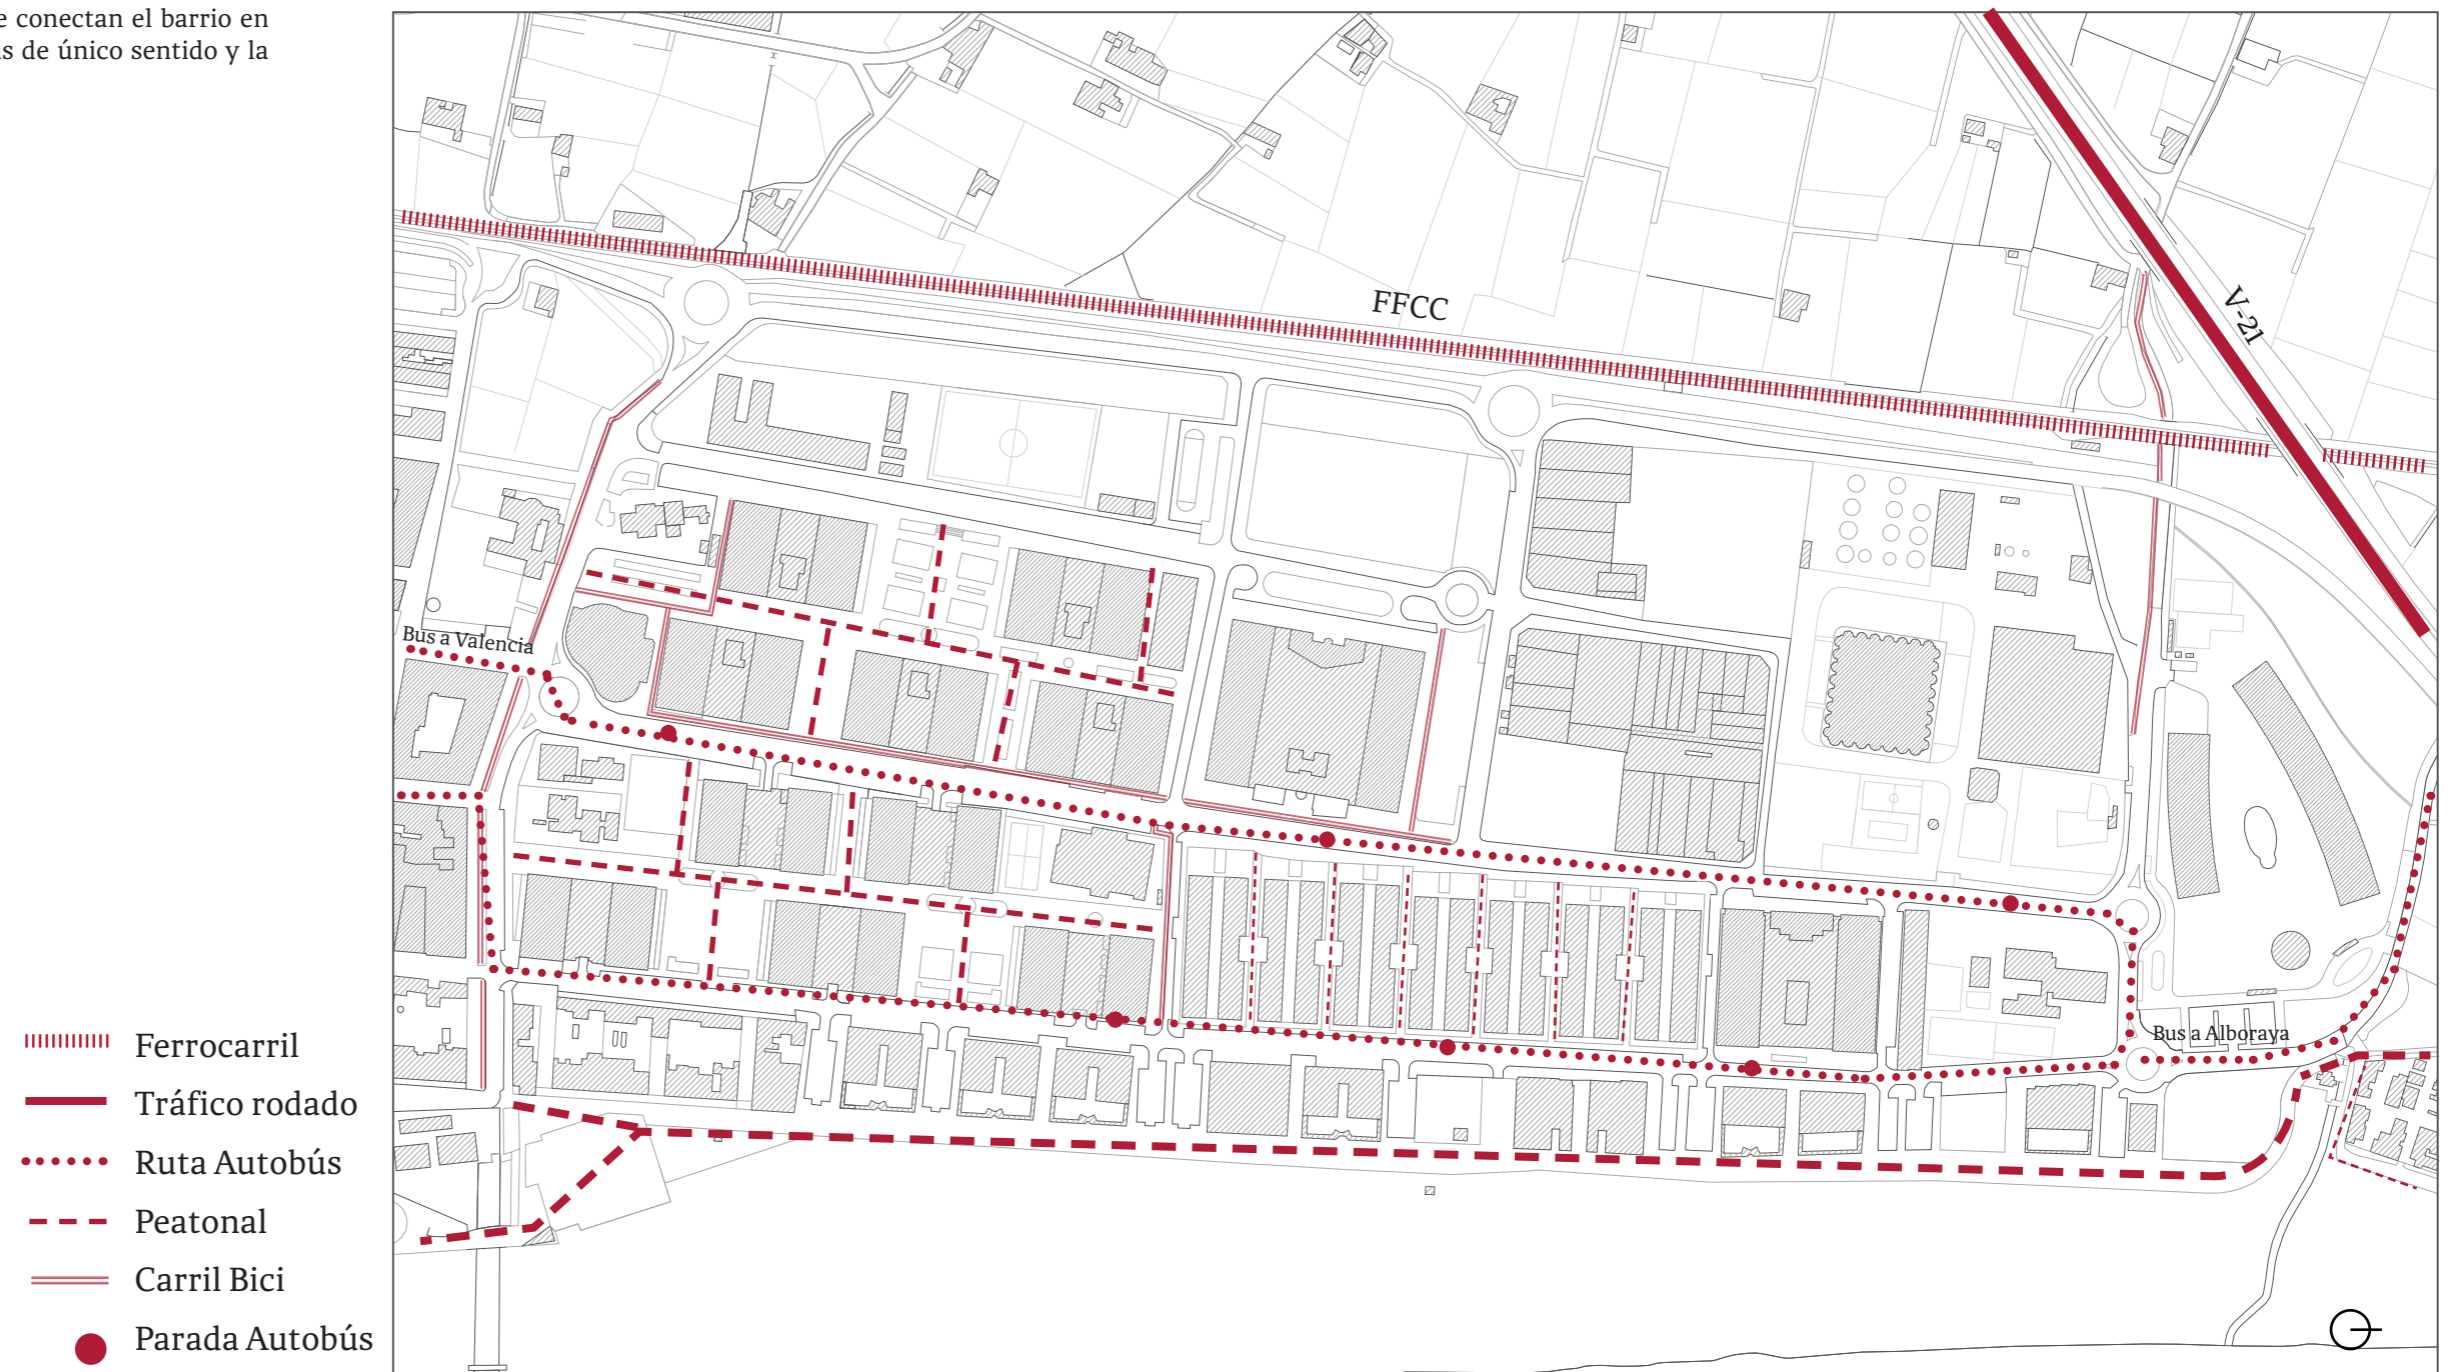 e conectan el barrio en
s de único sentido y la
FFCC
V-21
Bus a Valencia
Bus a Alboraya
Ferrocarril
Tráfico rodado
Ruta Autobús
Peatonal
Carril Bici
Parada Autobús